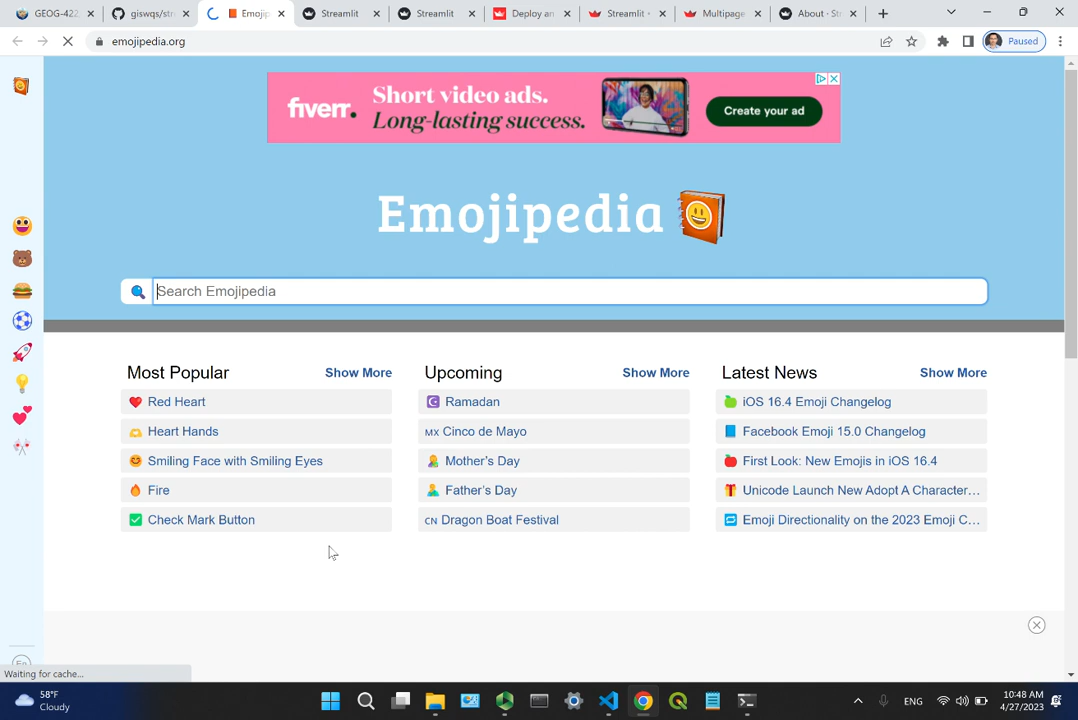 GEOG-422
giswqs/str
Emojip
Streamlit
Streamlit
Deploy an
Streamlit •
Multipage
About · St
emojipedia.org
Paused
fiverr.
Short video ads.
Long-lasting success.
Create your ad
Emojipedia
Search Emojipedia
Most Popular
Show More
Red Heart
Heart Hands
Smiling Face with Smiling Eyes
Fire
Check Mark Button
Upcoming
Show More
Ramadan
MX Cinco de Mayo
Mother's Day
Father's Day
CN Dragon Boat Festival
Latest News
Show More
iOS 16.4 Emoji Changelog
Facebook Emoji 15.0 Changelog
First Look: New Emojis in iOS 16.4
Unicode Launch New Adopt A Character…
Emoji Directionality on the 2023 Emoji C…
En
Waiting for cache...
58°F
Cloudy
ENG
10:48 AM
4/27/2023